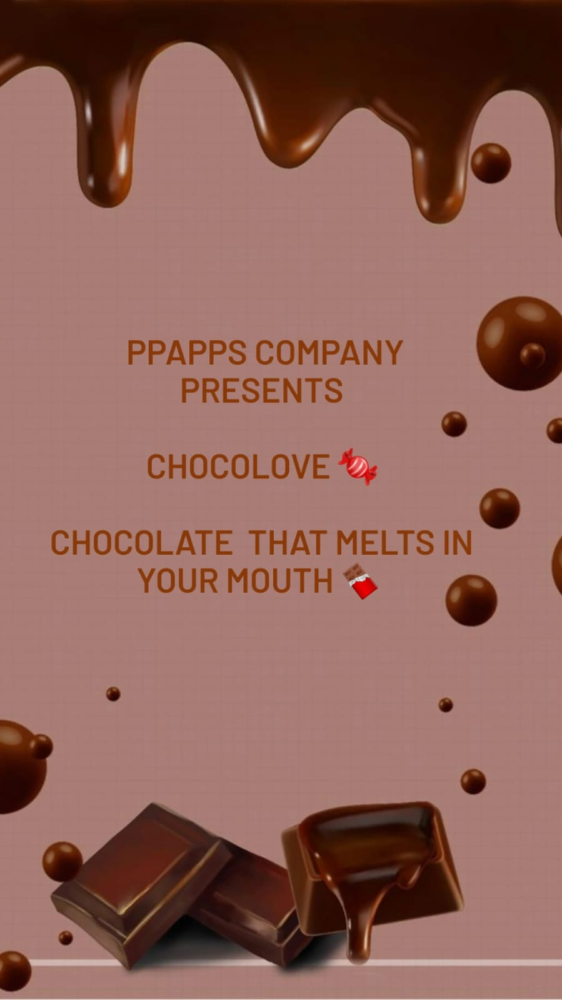 PPAPPS COMPANY
PRESENTS
CHOCOLOVE 🍬
CHOCOLATE  THAT MELTS IN
YOUR MOUTH 🍫